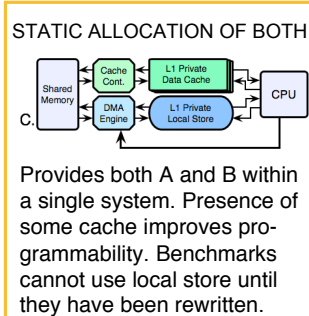 STATIC ALLOCATION OF BOTH
Shared
Memory
Cache
Cont.
L1 Private
Data Cache
CPU
C.
DMA
Engine
L1 Private
Local Store
Provides both A and B within
a single system. Presence of
some cache improves pro-
grammability. Benchmarks
cannot use local store until
they have been rewritten.